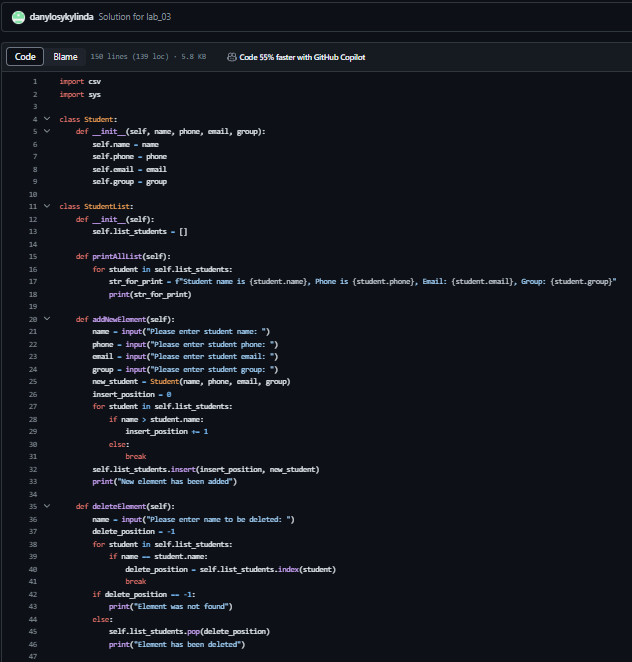 danylosykylinda Solution for lab_03
Code Blame 150 lines (139 loc) · 5.8 KB Code 55% faster with GitHub Copilot
1 import csv
2 import sys
3
4 class Student:
5 def __init__(self, name, phone, email, group):
6 self.name = name
7 self.phone = phone
8 self.email = email
9 self.group = group
10
11 class StudentList:
12 def __init__(self):
13 self.list_students = []
14
15 def printAllList(self):
16 for student in self.list_students:
17 str_for_print = f"Student name is {student.name}, Phone is {student.phone}, Email: {student.email}, Group: {student.group}"
18 print(str_for_print)
19
20 def addNewElement(self):
21 name = input("Please enter student name: ")
22 phone = input("Please enter student phone: ")
23 email = input("Please enter student email: ")
24 group = input("Please enter student group: ")
25 new_student = Student(name, phone, email, group)
26 insert_position = 0
27 for student in self.list_students:
28 if name > student.name:
29 insert_position += 1
30 else:
31 break
32 self.list_students.insert(insert_position, new_student)
33 print("New element has been added")
34
35 def deleteElement(self):
36 name = input("Please enter name to be deleted: ")
37 delete_position = -1
38 for student in self.list_students:
39 if name == student.name:
40 delete_position = self.list_students.index(student)
41 break
42 if delete_position == -1:
43 print("Element was not found")
44 else:
45 self.list_students.pop(delete_position)
46 print("Element has been deleted")
47